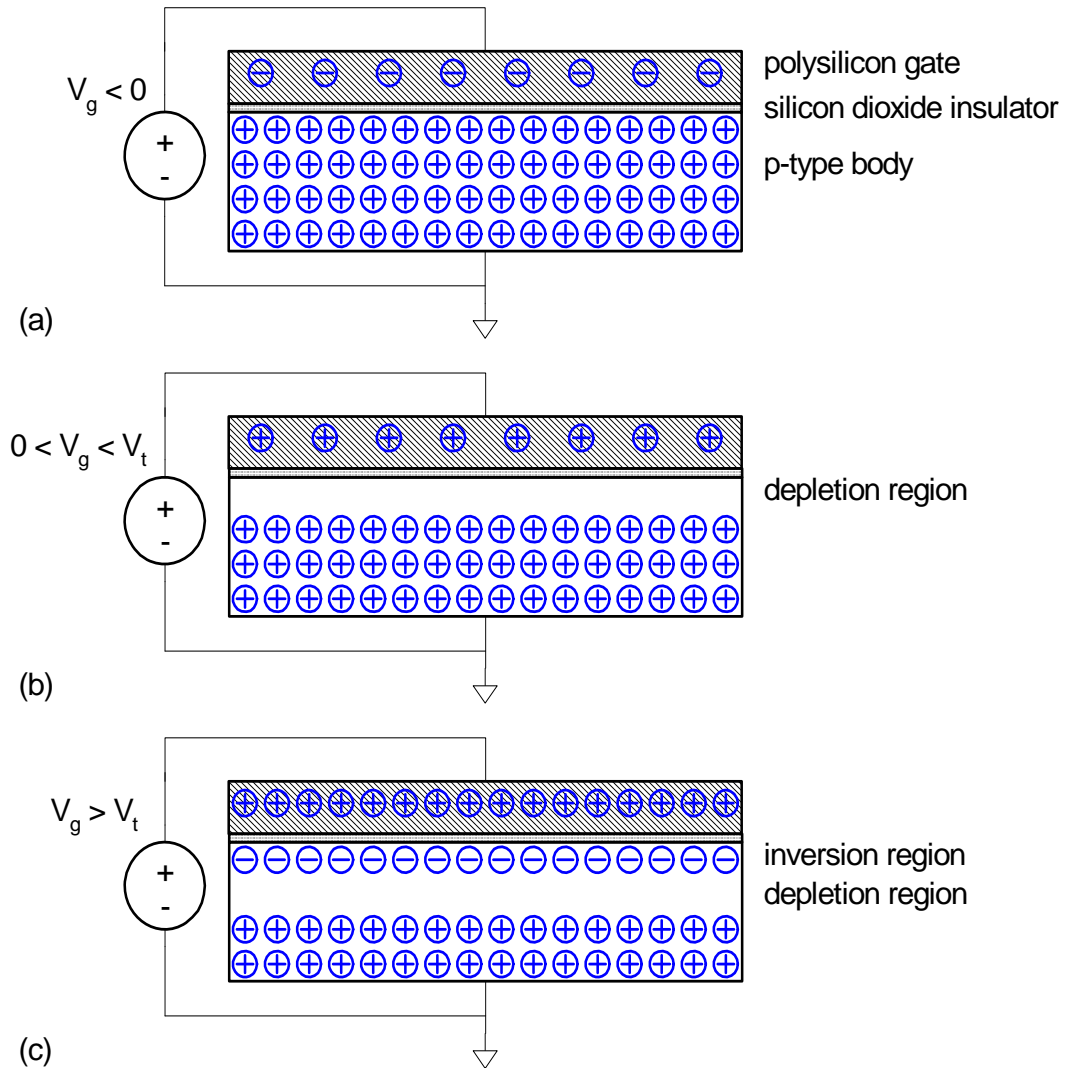 V_g < 0
+
-
polysilicon gate
silicon dioxide insulator
p-type body
(a)
0 < V_g < V_t
+
-
depletion region
(b)
V_g > V_t
+
-
inversion region
depletion region
(c)